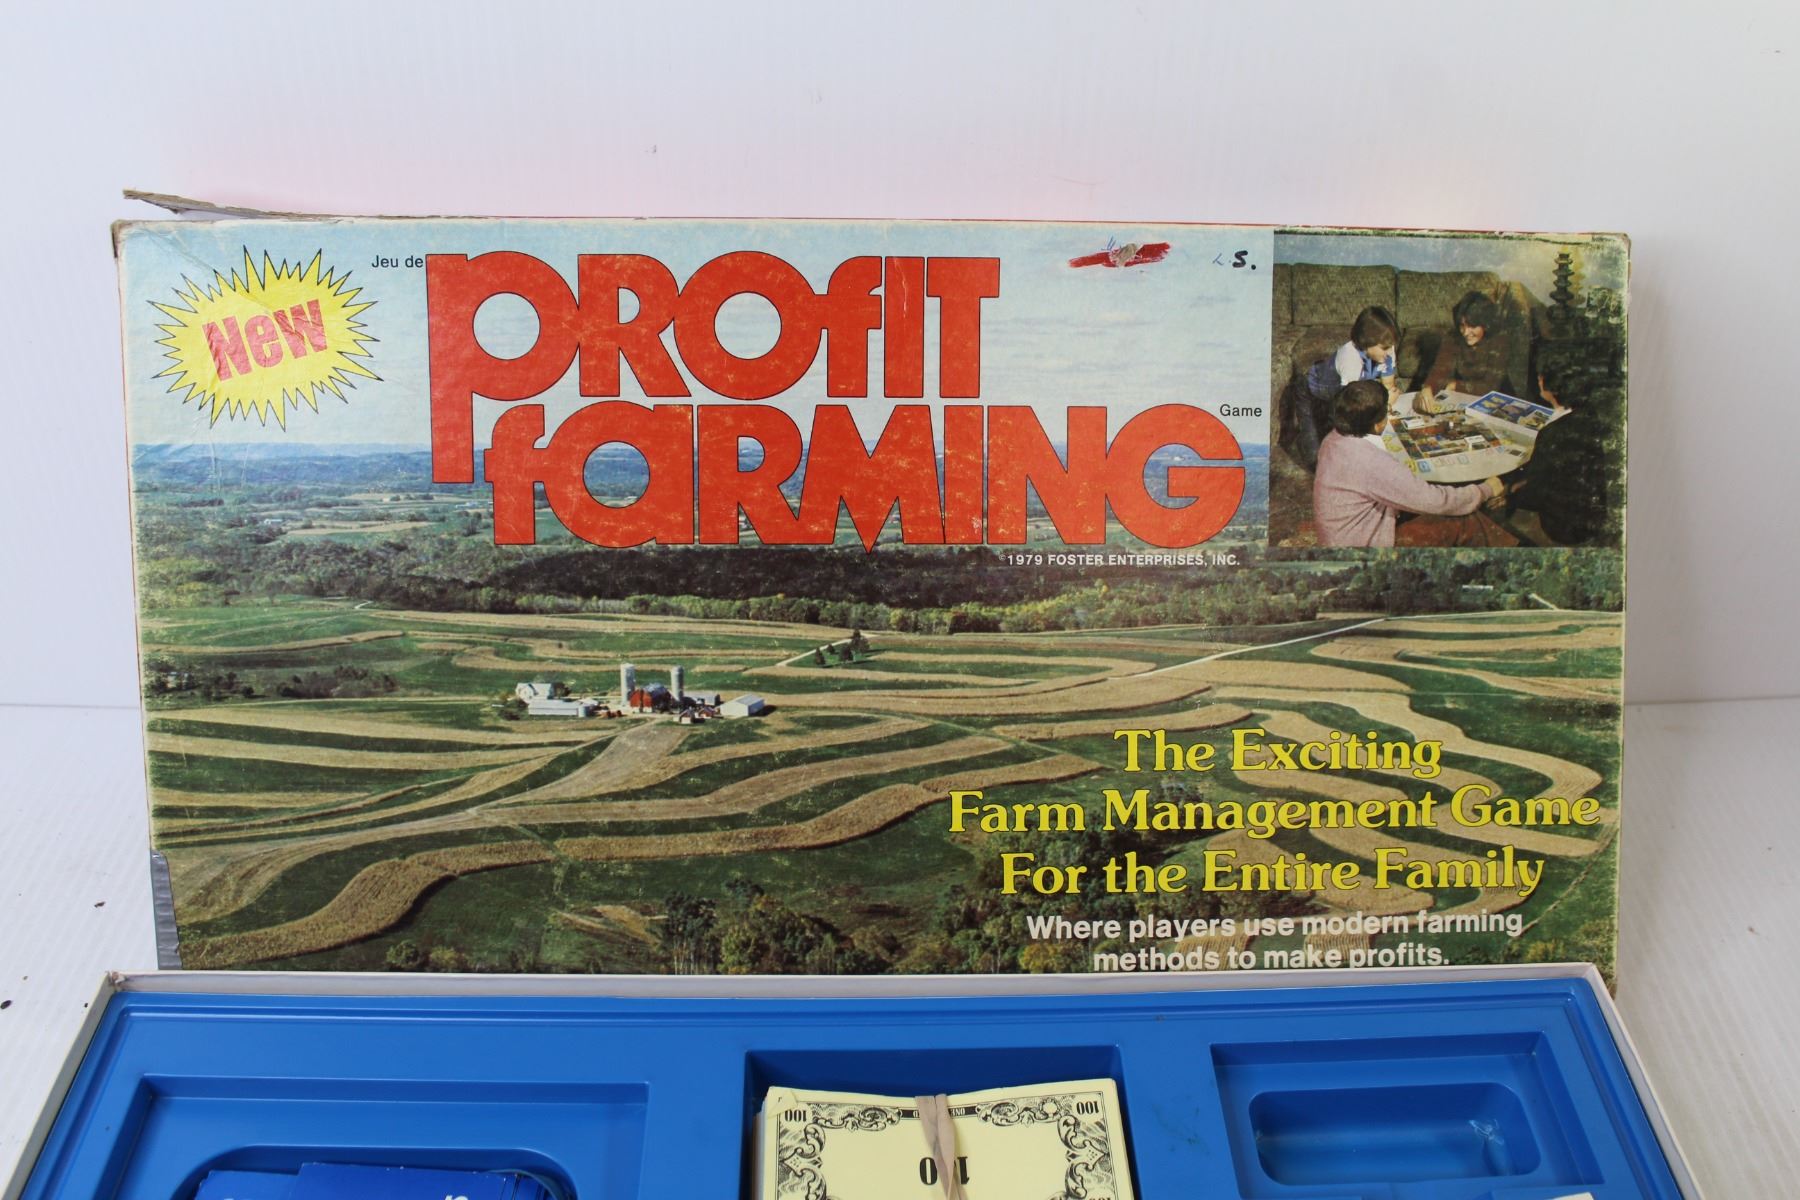 New
Jeu de
PROfIT
fARMING
Game
©1979 FOSTER ENTERPRISES, INC.
S.
The Exciting
Farm Management Game
For the Entire Family
Where players use modern farming
methods to make profits.
100
100
100